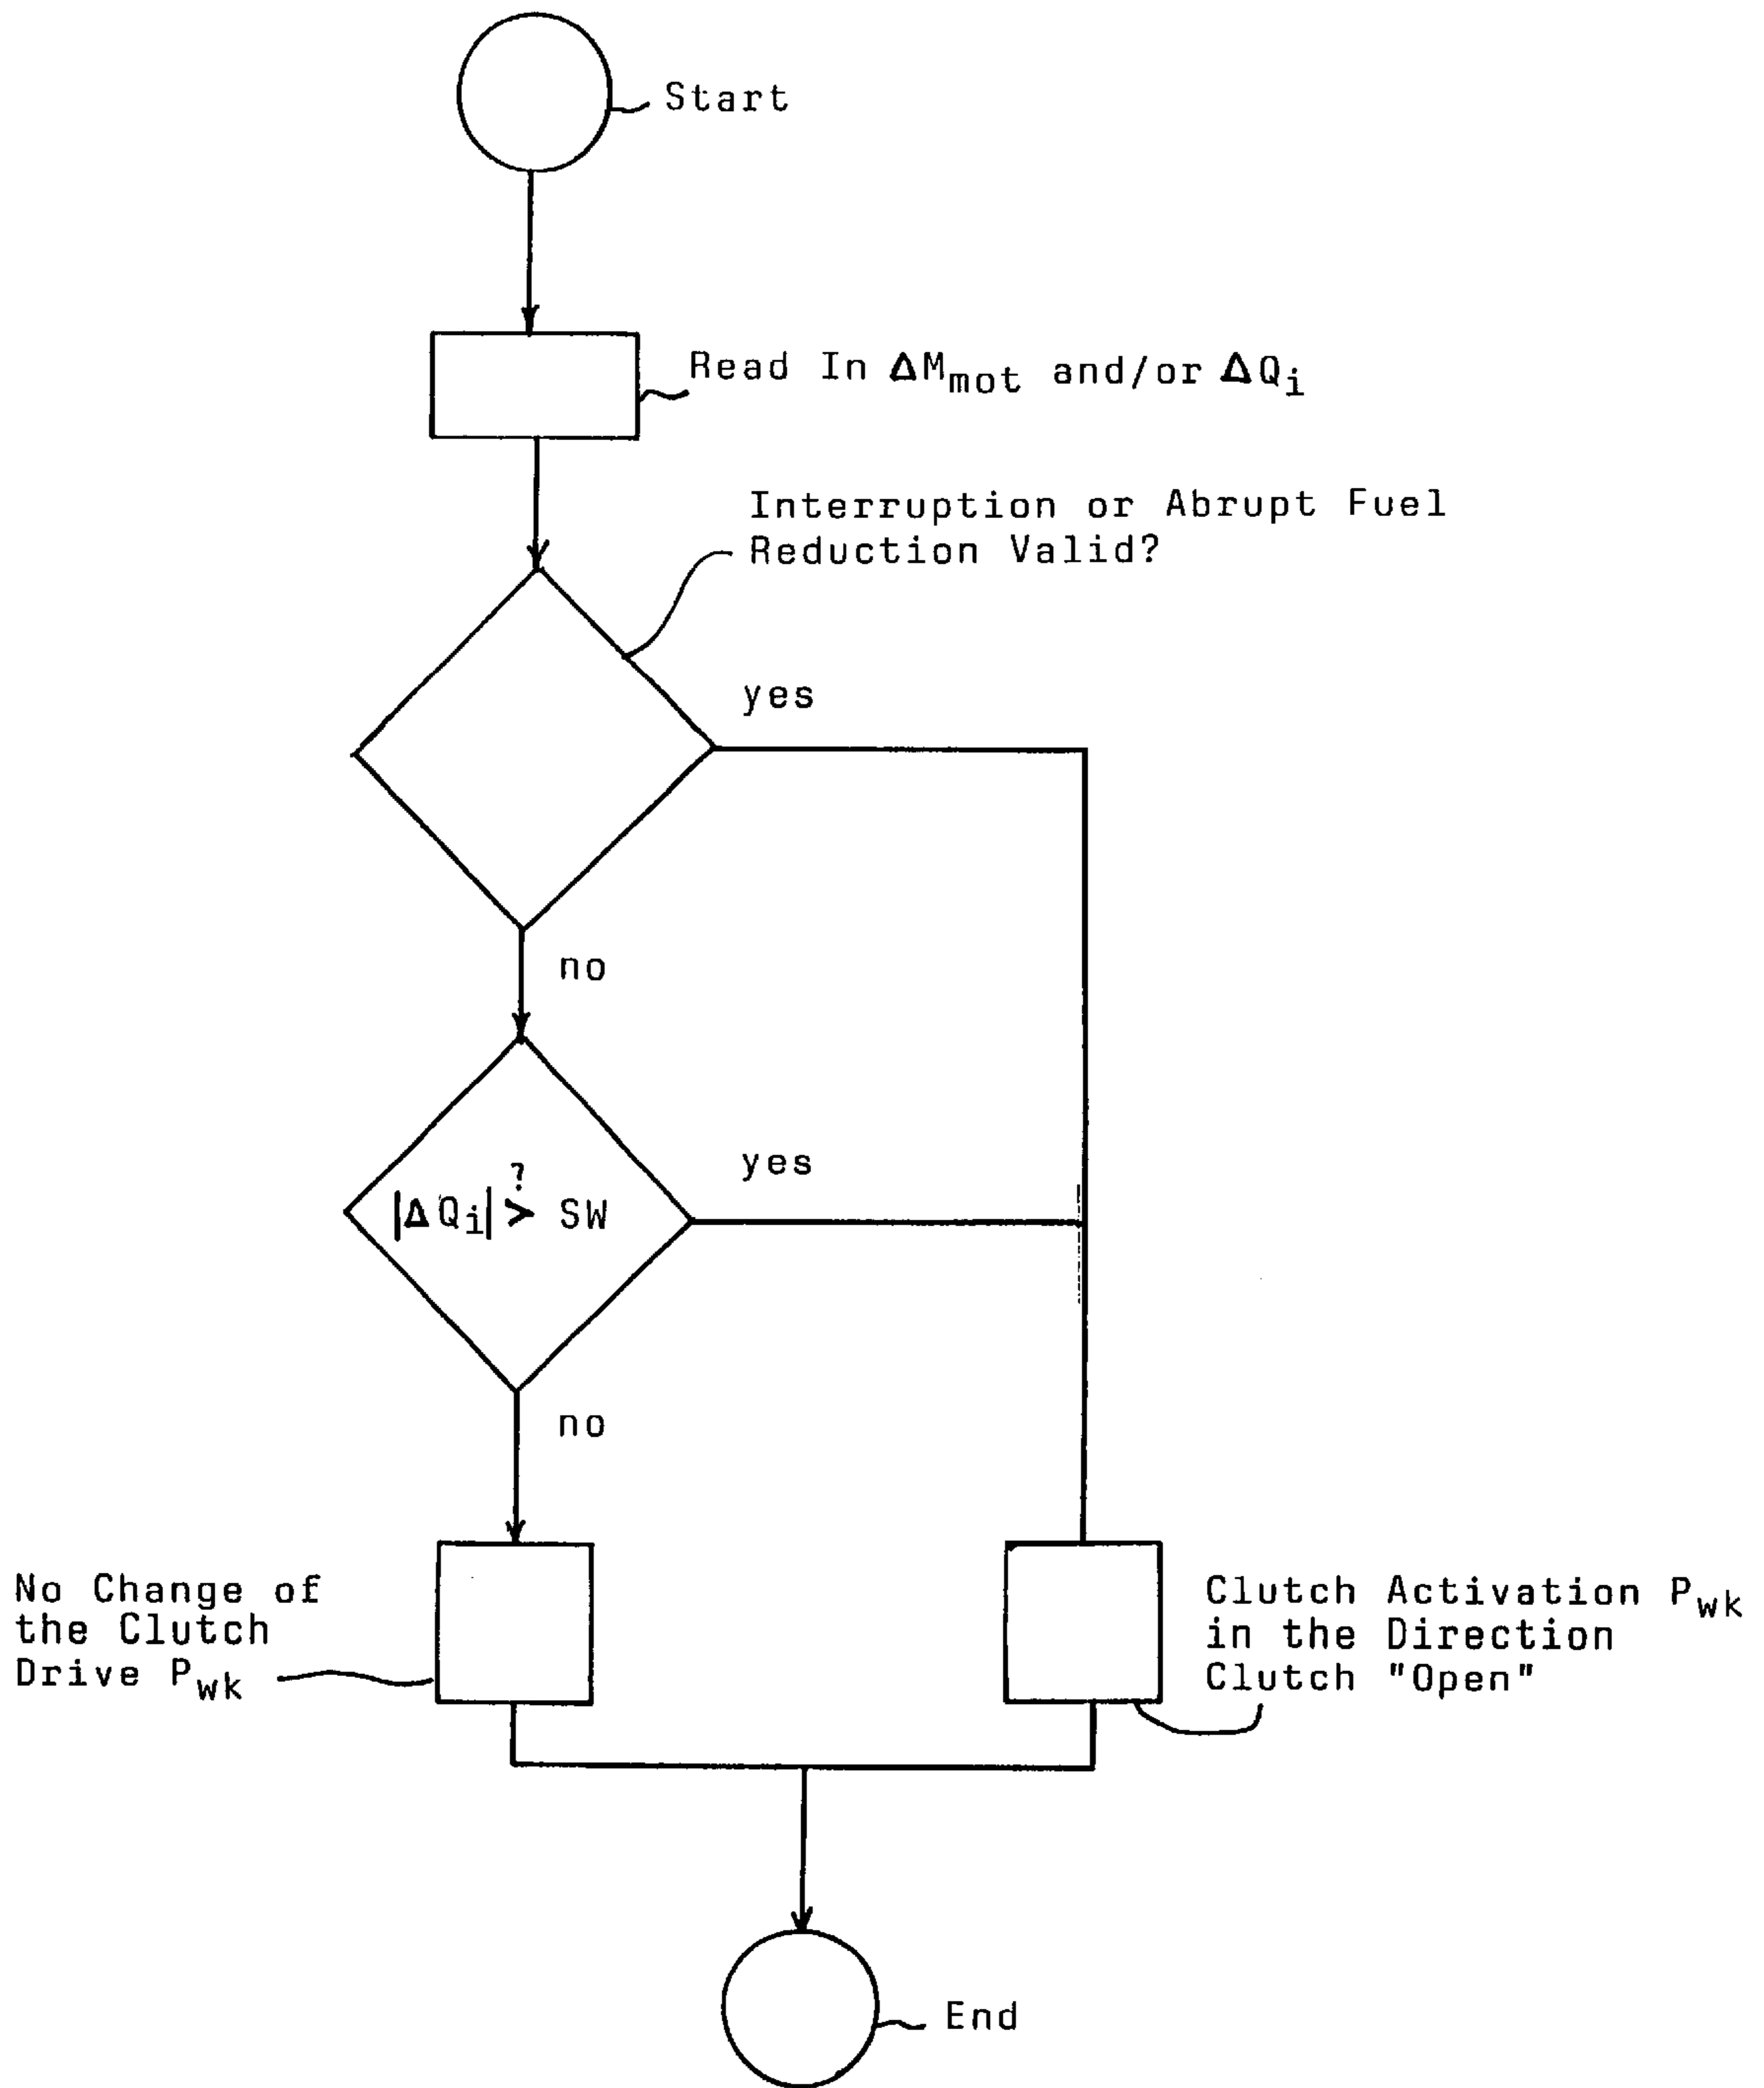 Start
Read In ΔMmot and/or ΔQi
Interruption or Abrupt Fuel
Reduction Valid?
yes
no
?
|ΔQi| > SW
yes
no
No Change of
the Clutch
Drive Pwk
Clutch Activation Pwk
in the Direction
Clutch "Open"
End